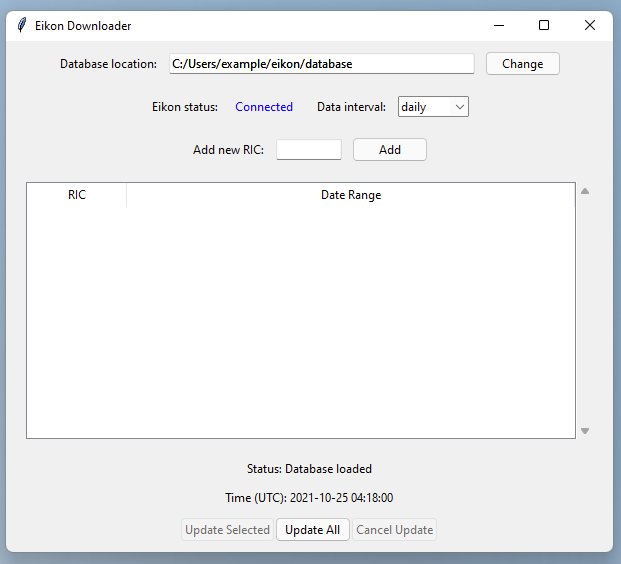 Eikon Downloader
Database location: C:/Users/example/eikon/database Change
Eikon status: Connected Data interval: daily
Add new RIC: Add
RIC Date Range
Status: Database loaded
Time (UTC): 2021-10-25 04:18:00
Update Selected Update All Cancel Update